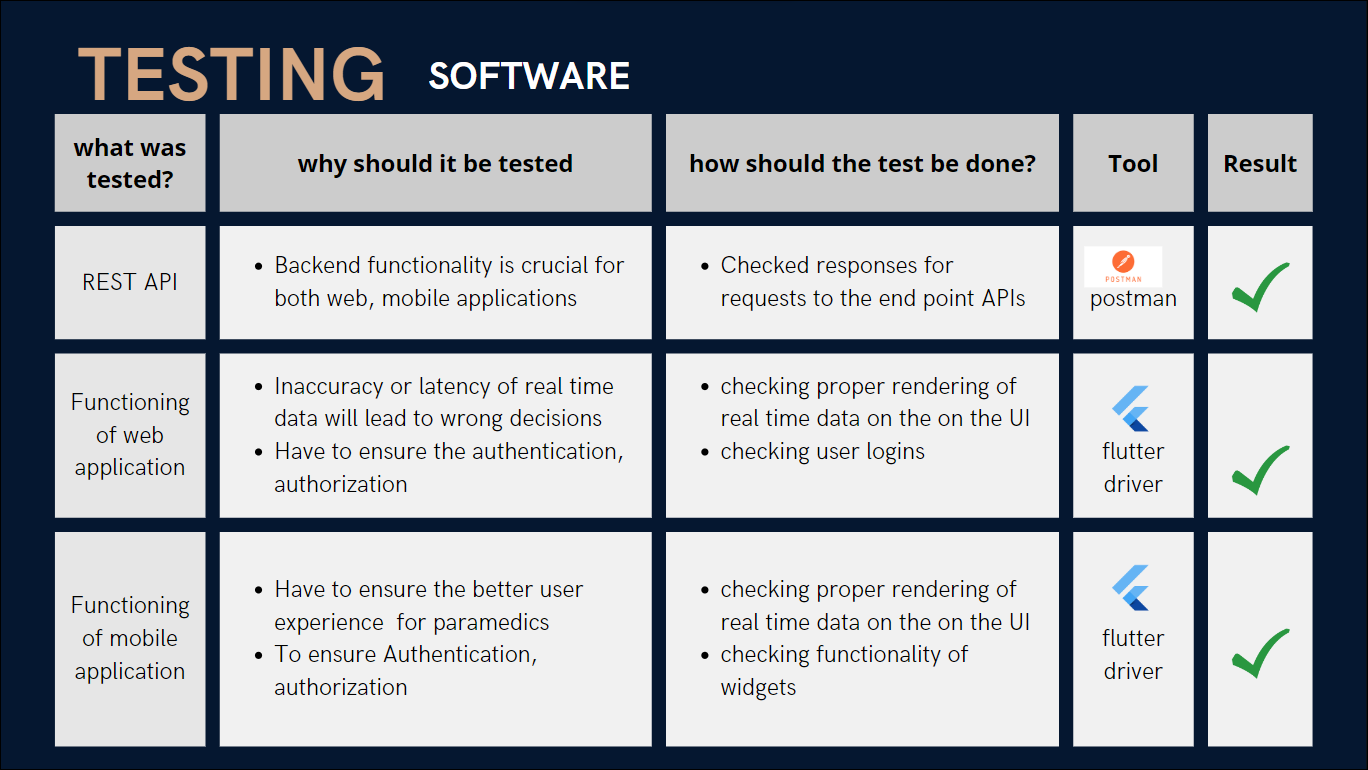 TESTING SOFTWARE
what was
tested?
why should it be tested
how should the test be done?
Tool
Result
REST API
• Backend functionality is crucial for
both web, mobile applications
• Checked responses for
requests to the end point APIs
POSTMAN
postman
Functioning
of web
application
• Inaccuracy or latency of real time
data will lead to wrong decisions
• Have to ensure the authentication,
authorization
• checking proper rendering of
real time data on the on the UI
• checking user logins
flutter
driver
Functioning
of mobile
application
• Have to ensure the better user
experience  for paramedics
• To ensure Authentication,
authorization
• checking proper rendering of
real time data on the on the UI
• checking functionality of
widgets
flutter
driver